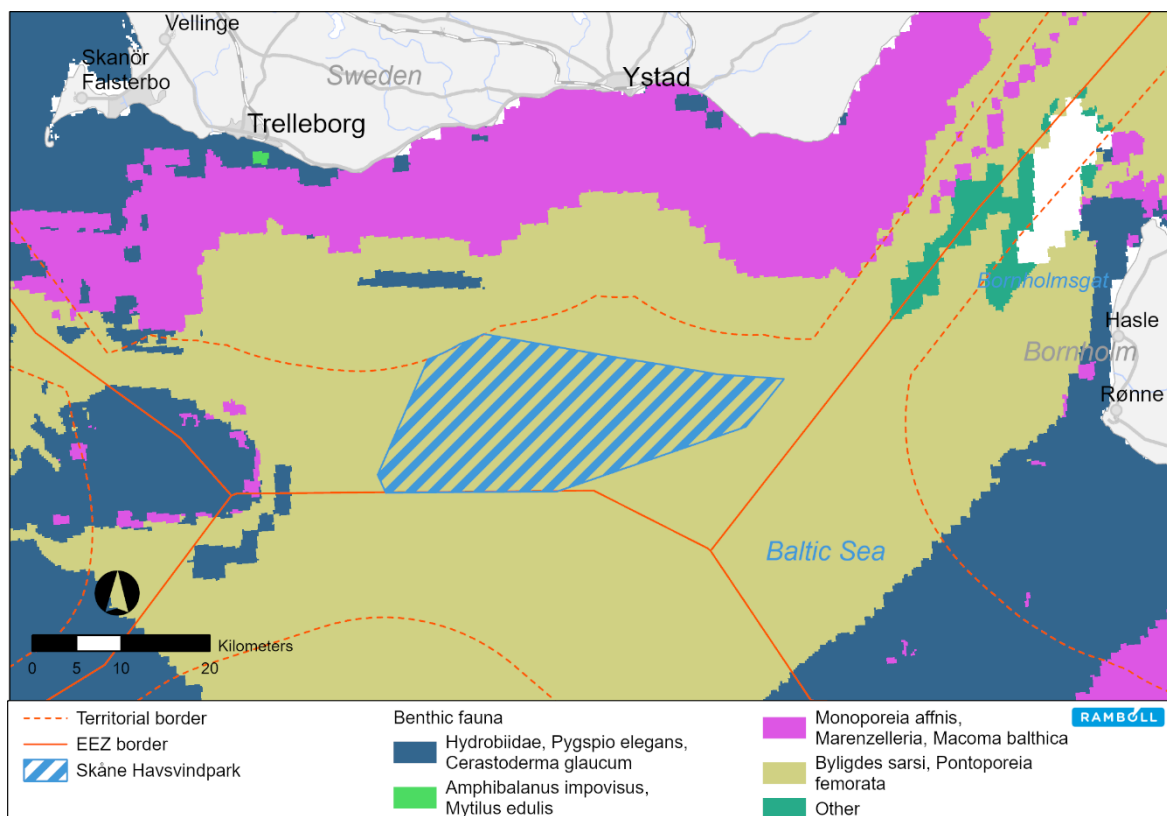 Vellinge
Skanör
Falsterbo
Sweden
Ystad
Trelleborg
Bornholmsgat
Hasle
Bornholm
Rønne
Baltic Sea
Kilometers
0 5 10 20
Territorial border
EEZ border
Skåne Havsvindpark
Benthic fauna
Hydrobiidae, Pygspio elegans,
Cerastoderma glaucum
Amphibalanus impovisus,
Mytilus edulis
Monoporeia affnis,
Marenzelleria, Macoma balthica
Byligdes sarsi, Pontoporeia
femorata
Other
RAMBOLL